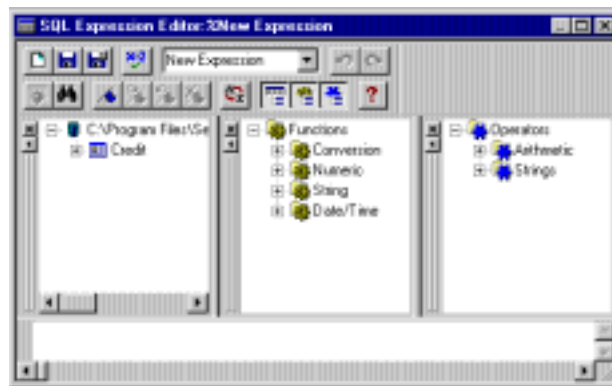 SQL Expression Editor:%New Expression
New Expression
C:\Program Files\Se
Credit
Functions
Conversion
Numeric
String
Date/Time
Operators
Arithmetic
Strings